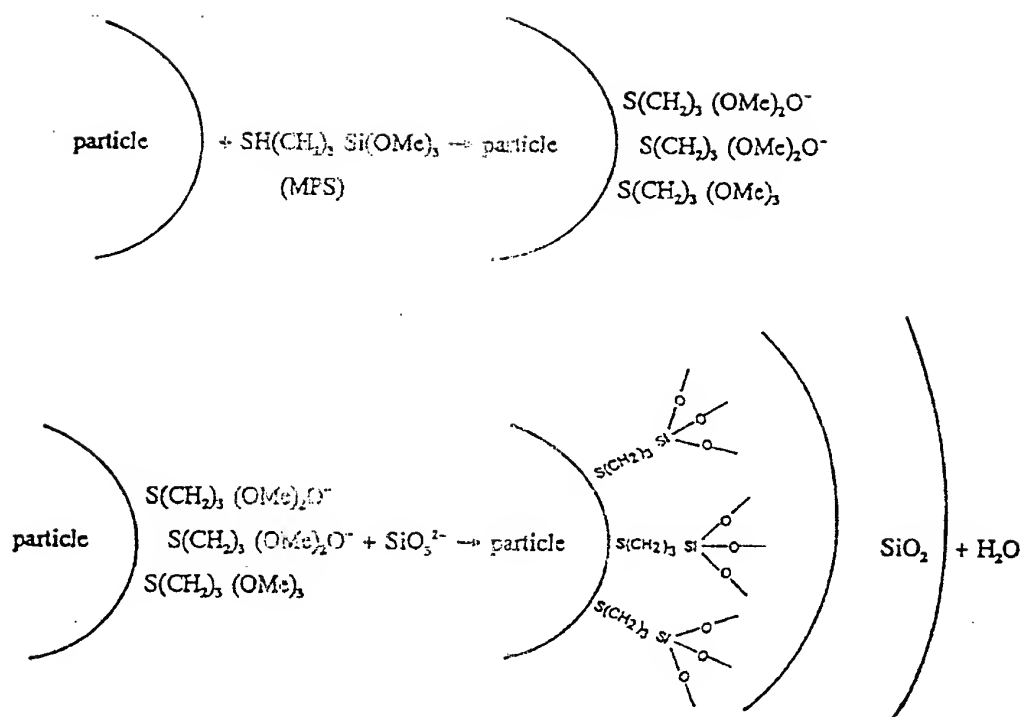 particle + SH(CH₂)₃ Si(OMe)₃ → particle
(MPS)
S(CH₂)₃ (OMe)₂O⁻
S(CH₂)₃ (OMe)₂O⁻
S(CH₂)₃ (OMe)₃
S(CH₂)₃ (OMe)₂O⁻
particle S(CH₂)₃ (OMe)₂O⁻ + SiO₃²⁻ → particle
S(CH₂)₃ (OMe)₃
S(CH2)₃ Si O O O
S(CH2)₃ Si O O O
S(CH2)₃ Si O O O
SiO₂ + H₂O